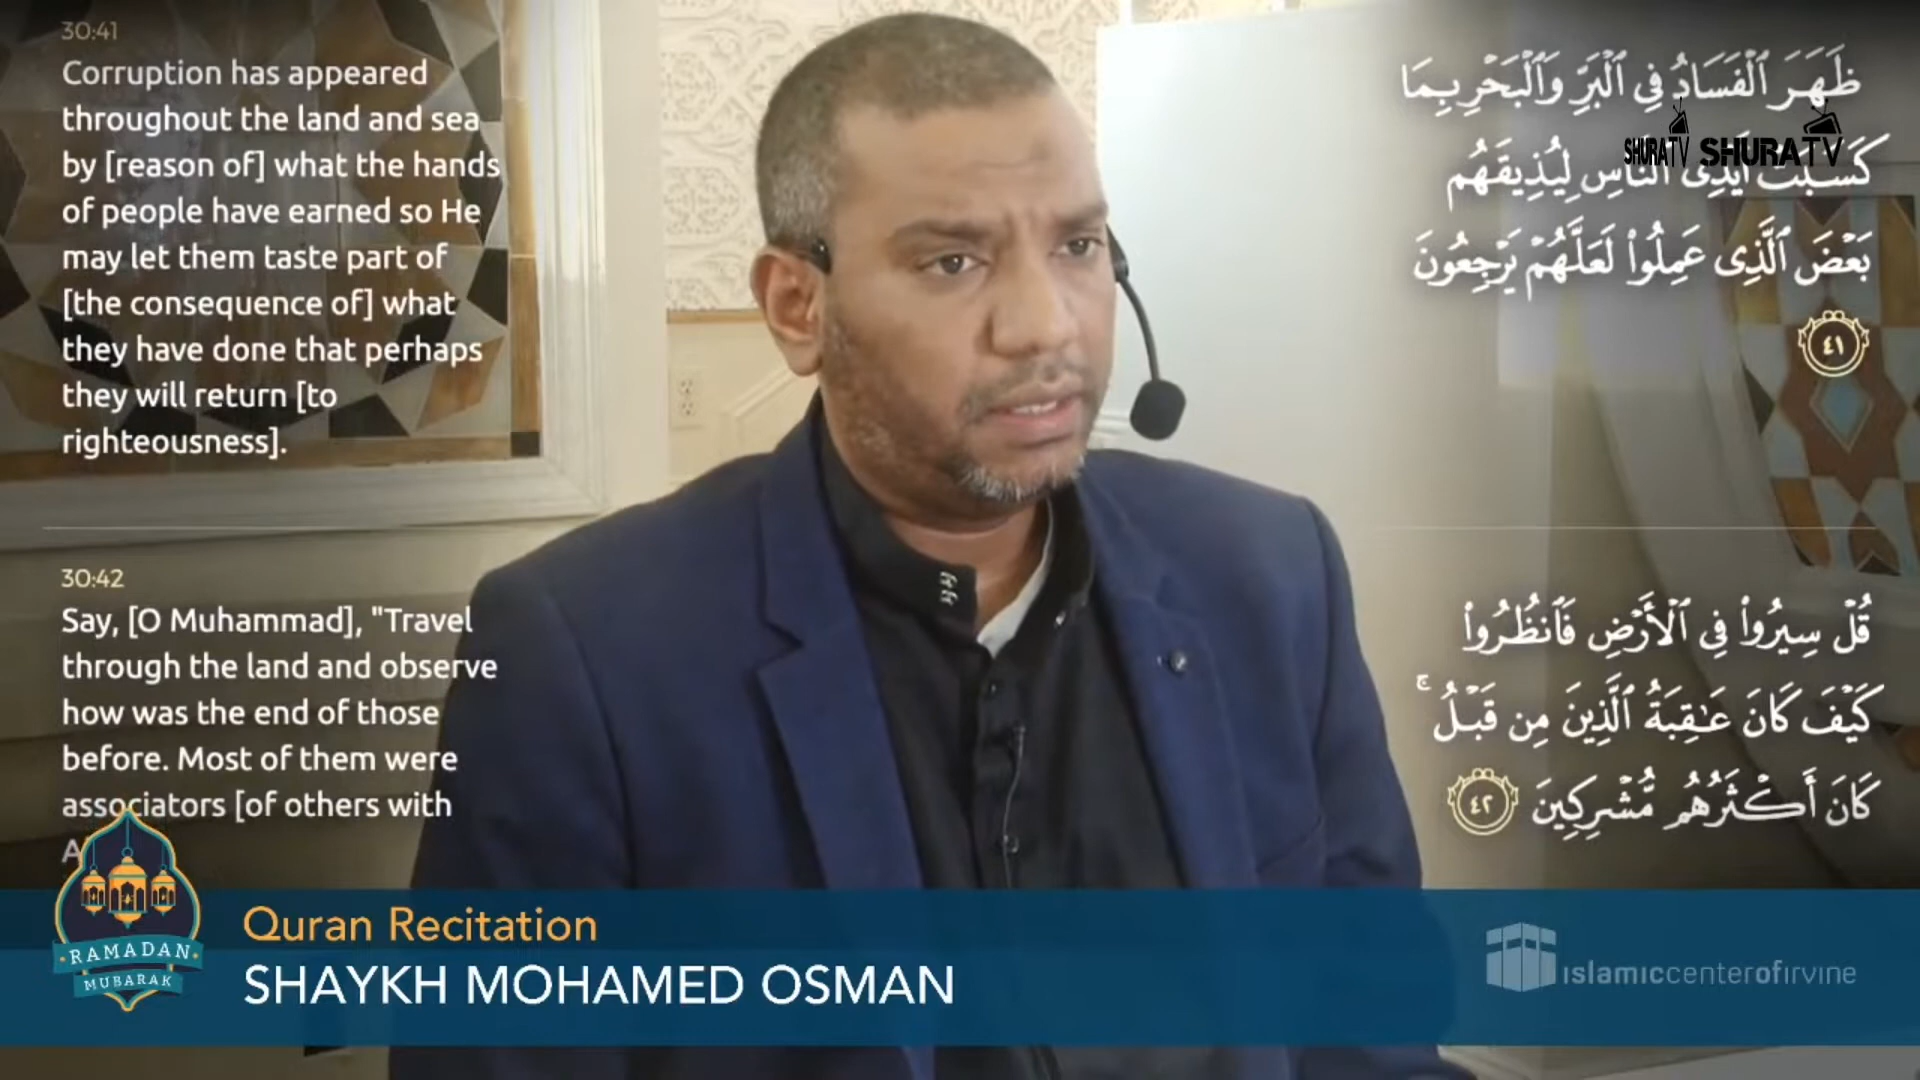 30:41
Corruption has appeared
throughout the land and sea
by [reason of] what the hands
of people have earned so He
may let them taste part of
[the consequence of] what
they have done that perhaps
they will return [to
righteousness].
ظَهَرَ ٱلْفَسَادُ فِى ٱلْبَرِّ وَٱلْبَحْرِ بِمَا
كَسَبَتْ أَيْدِى ٱلنَّاسِ لِيُذِيقَهُم
بَعْضَ ٱلَّذِى عَمِلُوا۟ لَعَلَّهُمْ يَرْجِعُونَ
٤١
SHURATV SHURATV
30:42
Say, [O Muhammad], "Travel
through the land and observe
how was the end of those
before. Most of them were
associators [of others with
قُلْ سِيرُوا۟ فِى ٱلْأَرْضِ فَٱنظُرُوا۟
كَيْفَ كَانَ عَـٰقِبَةُ ٱلَّذِينَ مِن قَبْلُ ۚ
كَانَ أَكْثَرُهُم مُّشْرِكِينَ ٤٢
RAMADAN
MUBARAK
Quran Recitation
SHAYKH MOHAMED OSMAN
islamiccenterofirvine